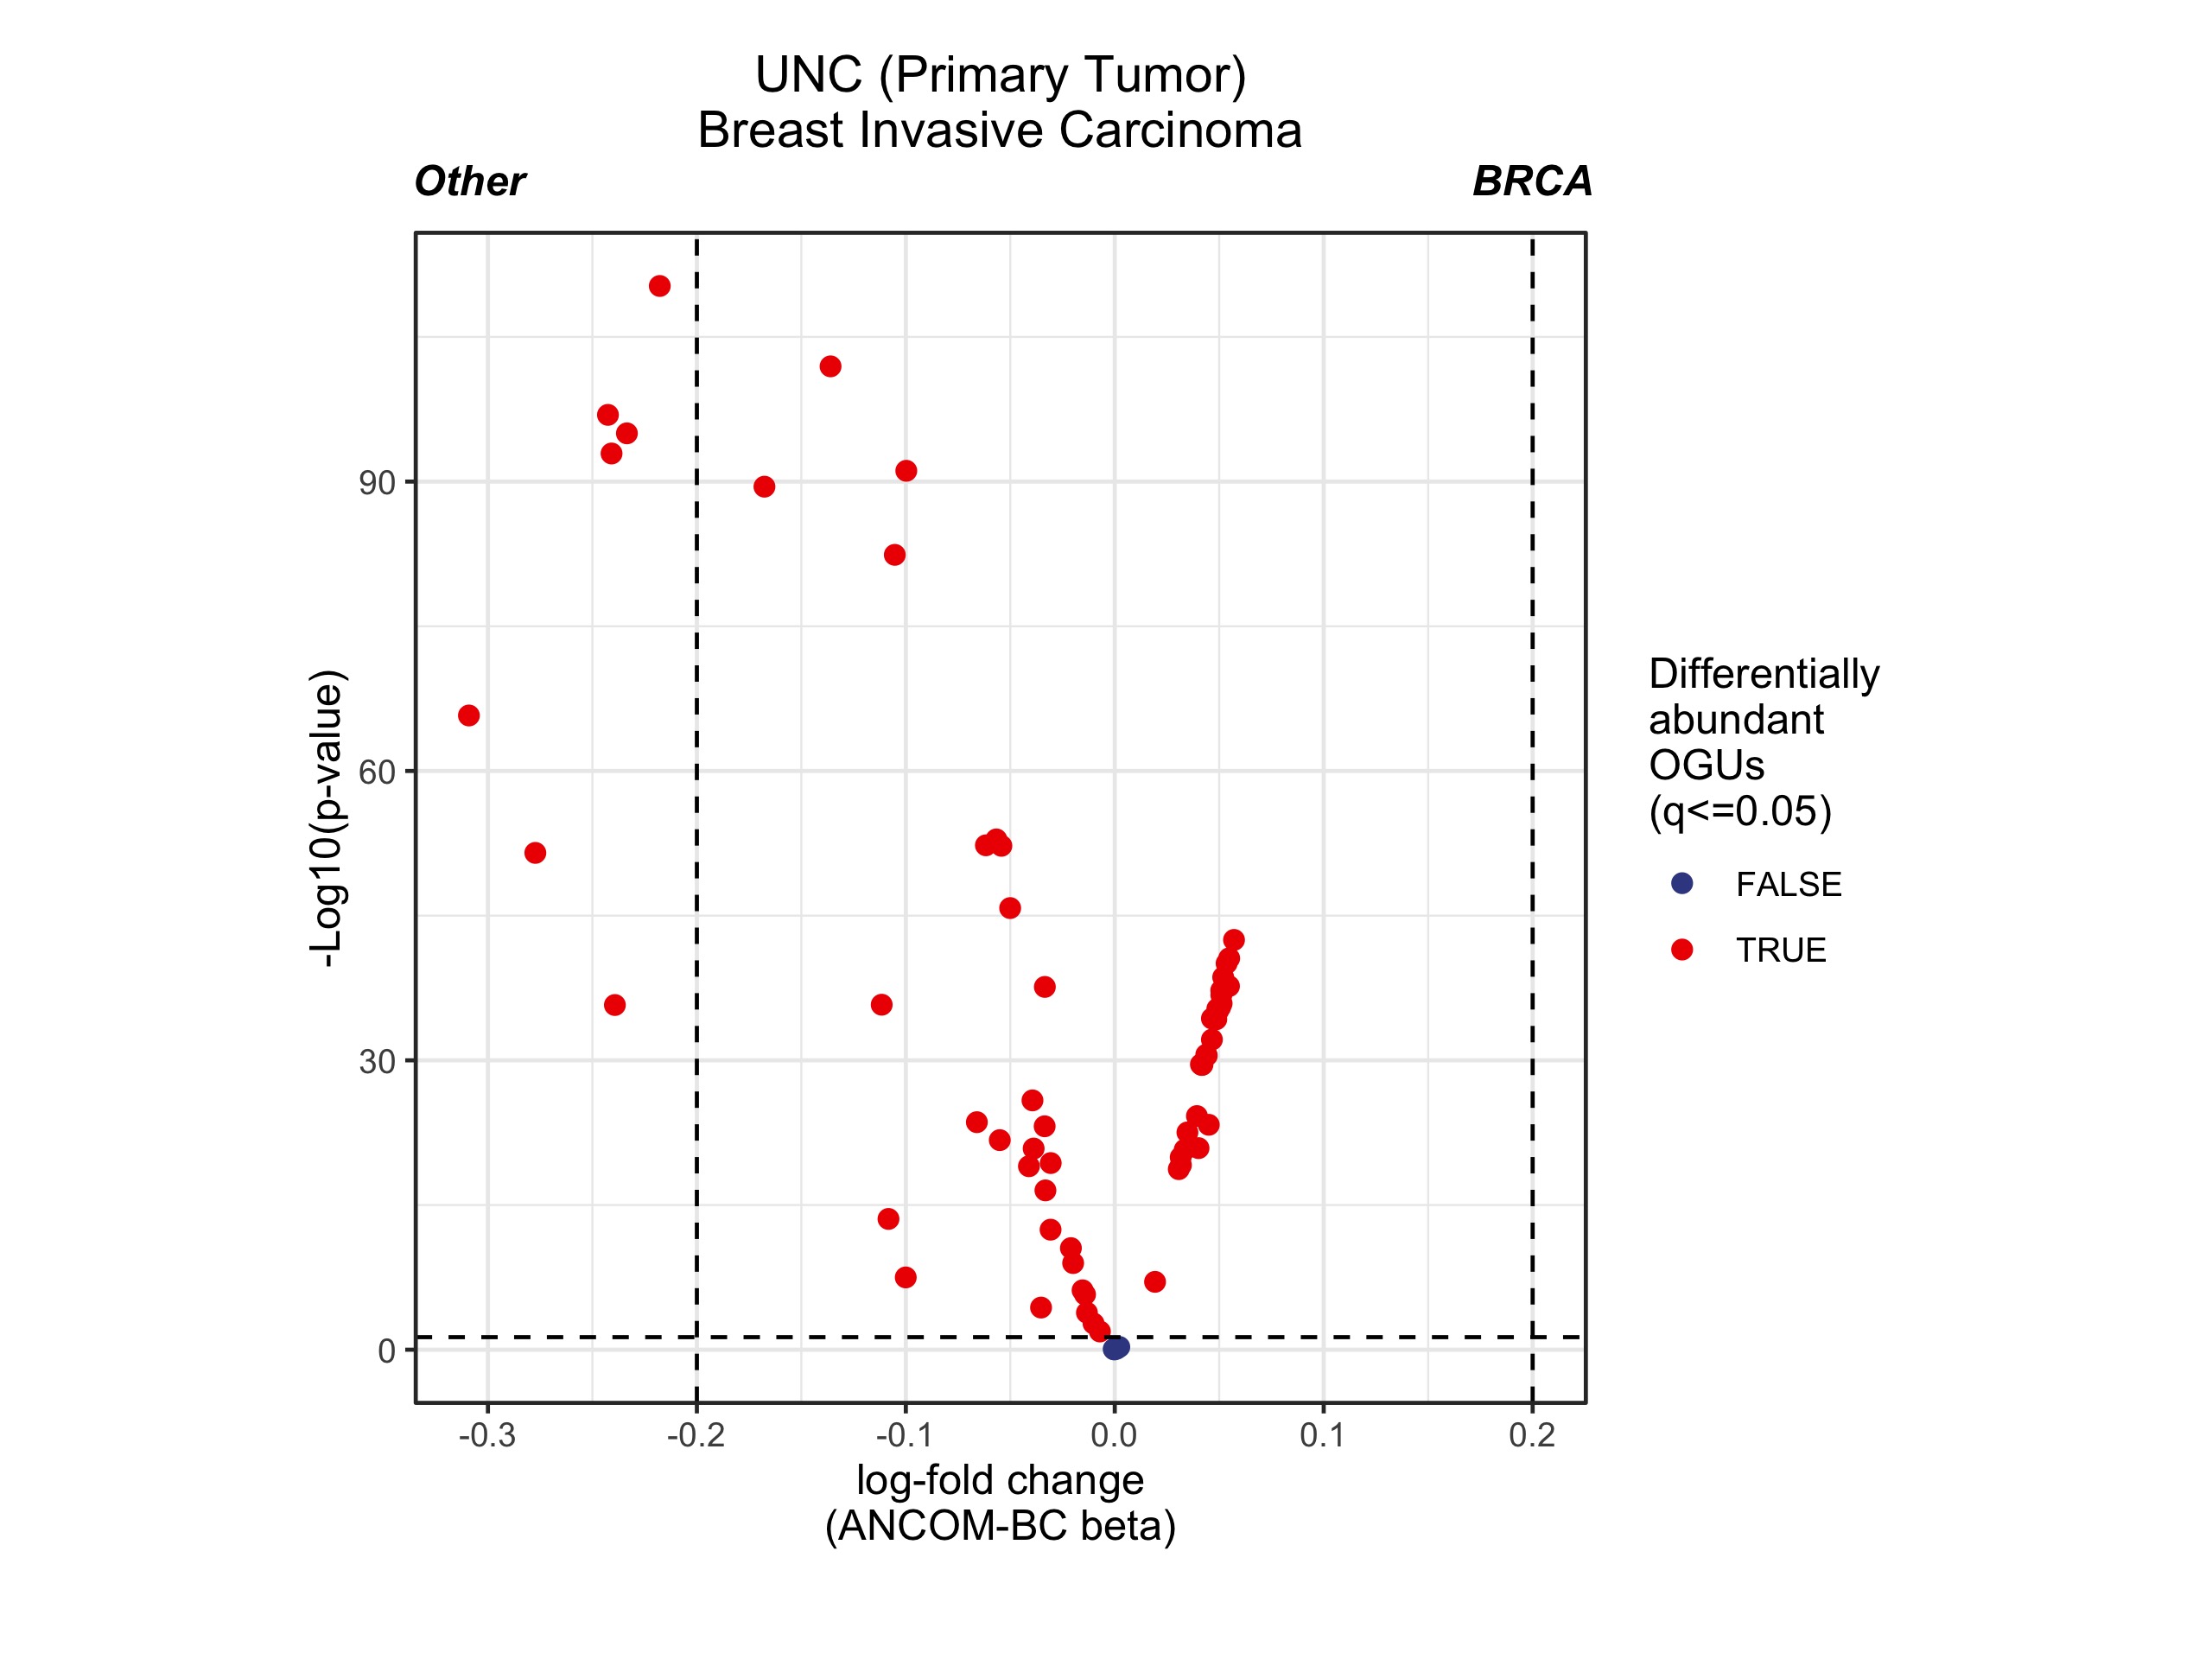 UNC (Primary Tumor)
Breast Invasive Carcinoma
Other
BRCA
-Log10(p-value)
90
60
30
0
-0.3
-0.2
-0.1
0.0
0.1
0.2
log-fold change
(ANCOM-BC beta)
Differentially
abundant
OGUs
(q<=0.05)
FALSE
TRUE